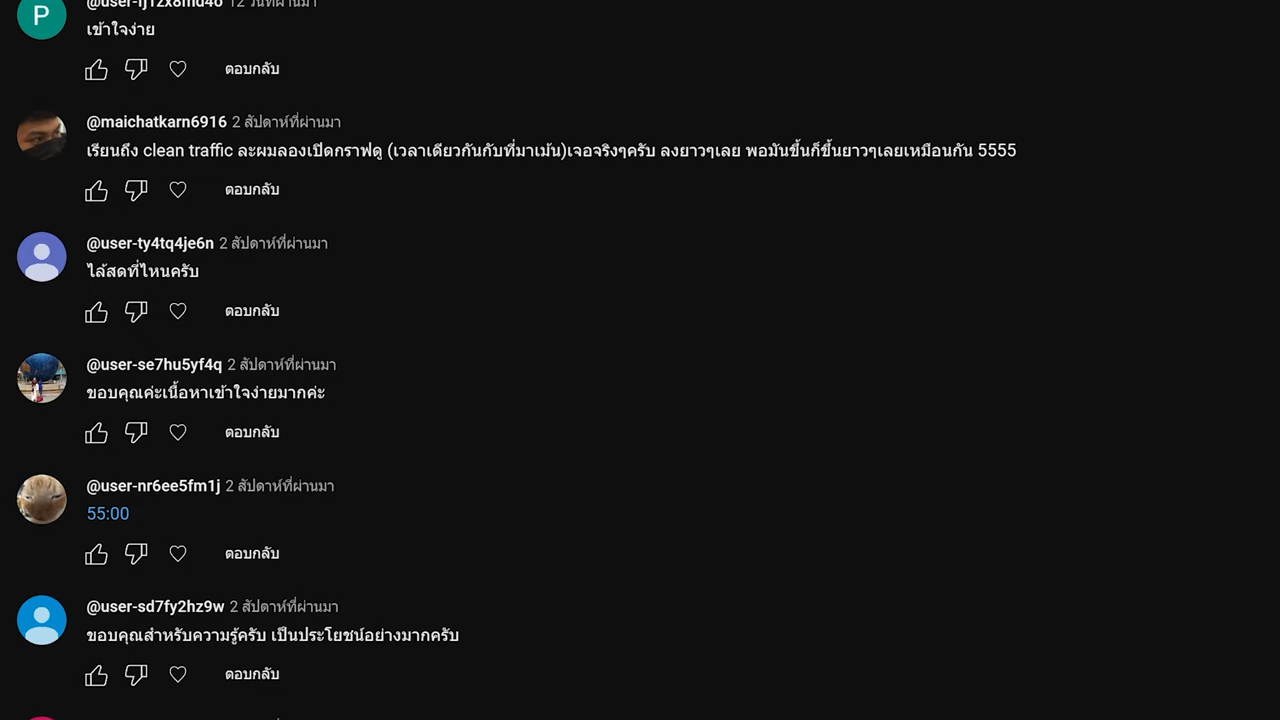 P
12 วันที่ผ่านมา
เข้าใจง่าย
ตอบกลับ
@maichatkarn6916 2 สัปดาห์ที่ผ่านมา
เรียนถึง clean traffic ละผมลองเปิดกราฟดู (เวลาเดียวกันกับที่มาเม้น)เจอจริงๆครับ ลงยาวๆเลย พอมันขึ้นก็ขึ้นยาวๆเลยเหมือนกัน 5555
ตอบกลับ
@user-ty4tq4je6n 2 สัปดาห์ที่ผ่านมา
ไล้สดที่ไหนครับ
ตอบกลับ
@user-se7hu5yf4q 2 สัปดาห์ที่ผ่านมา
ขอบคุณค่ะเนื้อหาเข้าใจง่ายมากค่ะ
ตอบกลับ
@user-nr6ee5fm1j 2 สัปดาห์ที่ผ่านมา
55:00
ตอบกลับ
@user-sd7fy2hz9w 2 สัปดาห์ที่ผ่านมา
ขอบคุณสำหรับความรู้ครับ เป็นประโยชน์อย่างมากครับ
ตอบกลับ